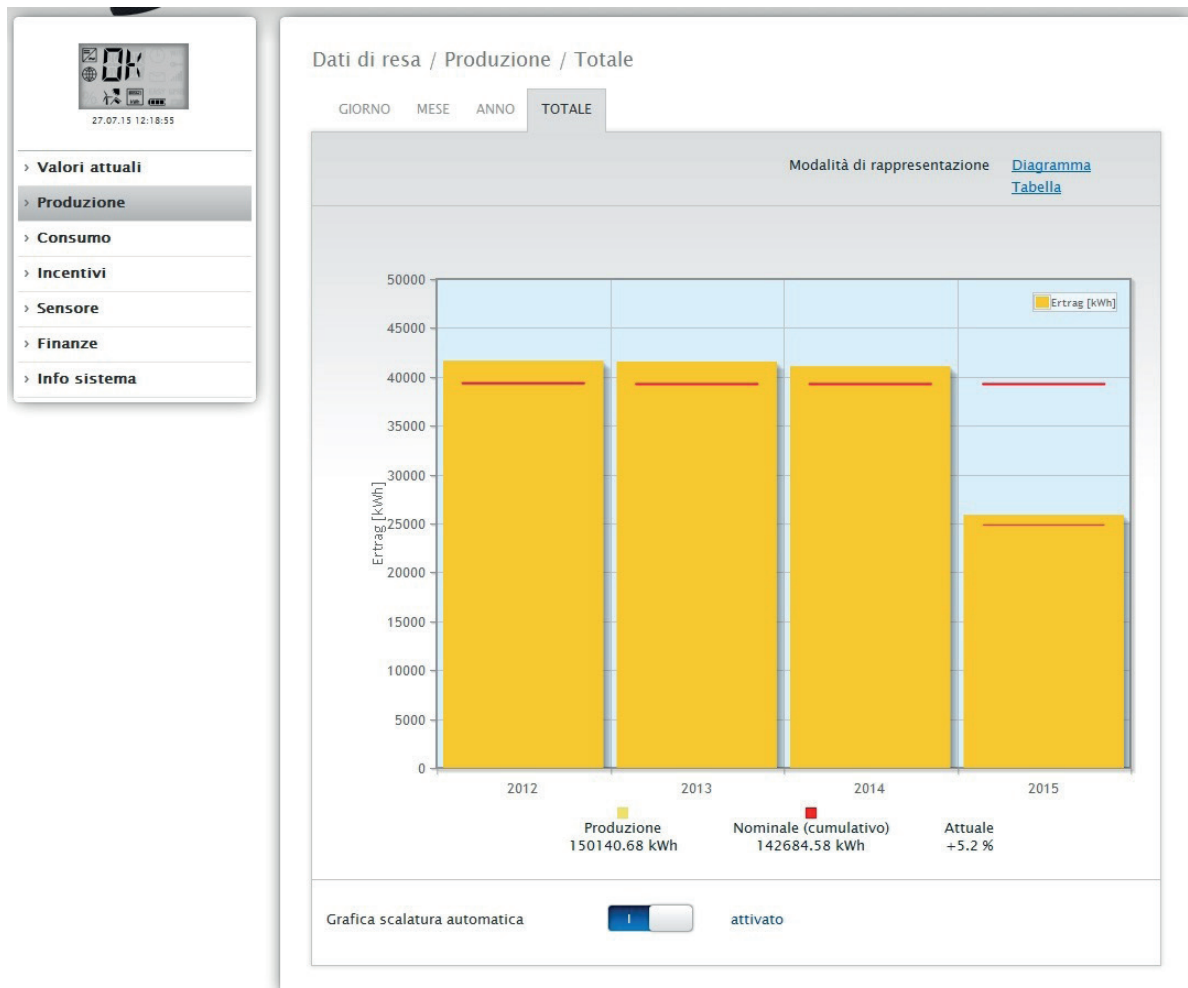 OK
27.07.15 12:18:55
› Valori attuali
› Produzione
› Consumo
› Incentivi
› Sensore
› Finanze
› Info sistema
Dati di resa / Produzione / Totale
GIORNO MESE ANNO TOTALE
Modalità di rappresentazione Diagramma
Tabella
Ertrag [kWh]
50000
45000
40000
35000
30000
25000
20000
15000
10000
5000
0
Ertrag [kWh]
2012 2013 2014 2015
Produzione Nominale (cumulativo) Attuale
150140.68 kWh 142684.58 kWh +5.2 %
Grafica scalatura automatica I attivato